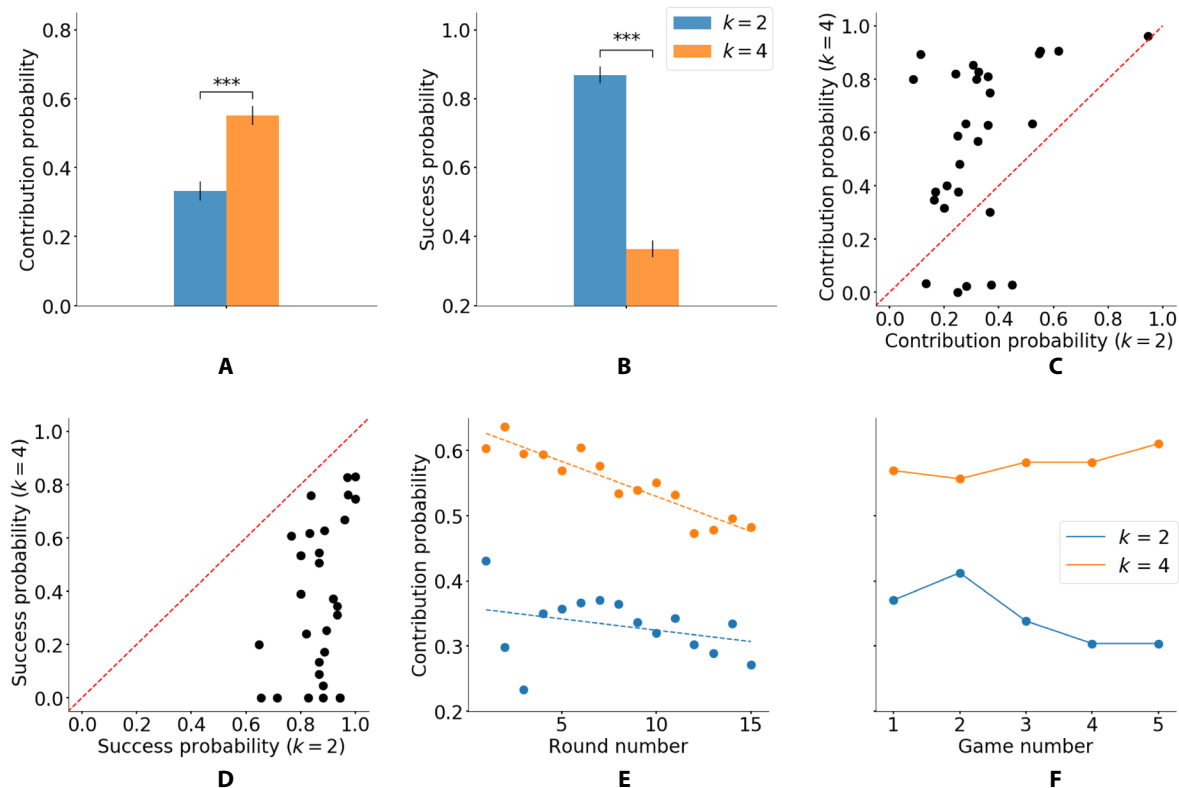 0.8
0.6
0.4
0.2
0.0
Contribution probability
***
A
1.0
0.8
0.6
0.4
0.2
Success probability
***
k = 2
k = 4
B
1.0
0.8
0.6
0.4
0.2
0.0
Contribution probability (k = 4)
0.0 0.2 0.4 0.6 0.8 1.0
Contribution probability (k = 2)
C
1.0
0.8
0.6
0.4
0.2
0.0
Success probability (k = 4)
0.0 0.2 0.4 0.6 0.8 1.0
Success probability (k = 2)
D
0.6
0.5
0.4
0.3
0.2
Contribution probability
5 10 15
Round number
E
k = 2
k = 4
1 2 3 4 5
Game number
F